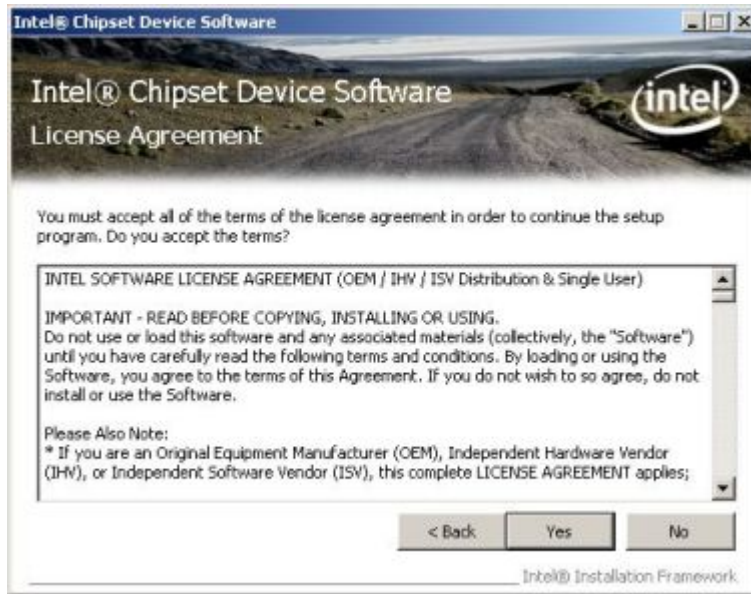 Intel® Chipset Device Software
Intel® Chipset Device Software
intel
License Agreement
You must accept all of the terms of the license agreement in order to continue the setup
program. Do you accept the terms?
INTEL SOFTWARE LICENSE AGREEMENT (OEM / IHV / ISV Distribution & Single User)
IMPORTANT - READ BEFORE COPYING, INSTALLING OR USING.
Do not use or load this software and any associated materials (collectively, the "Software")
until you have carefully read the following terms and conditions. By loading or using the
Software, you agree to the terms of this Agreement. If you do not wish to so agree, do not
install or use the Software.
Please Also Note:
* If you are an Original Equipment Manufacturer (OEM), Independent Hardware Vendor
(IHV), or Independent Software Vendor (ISV), this complete LICENSE AGREEMENT applies;
< Back Yes No
Intel® Installation Framework